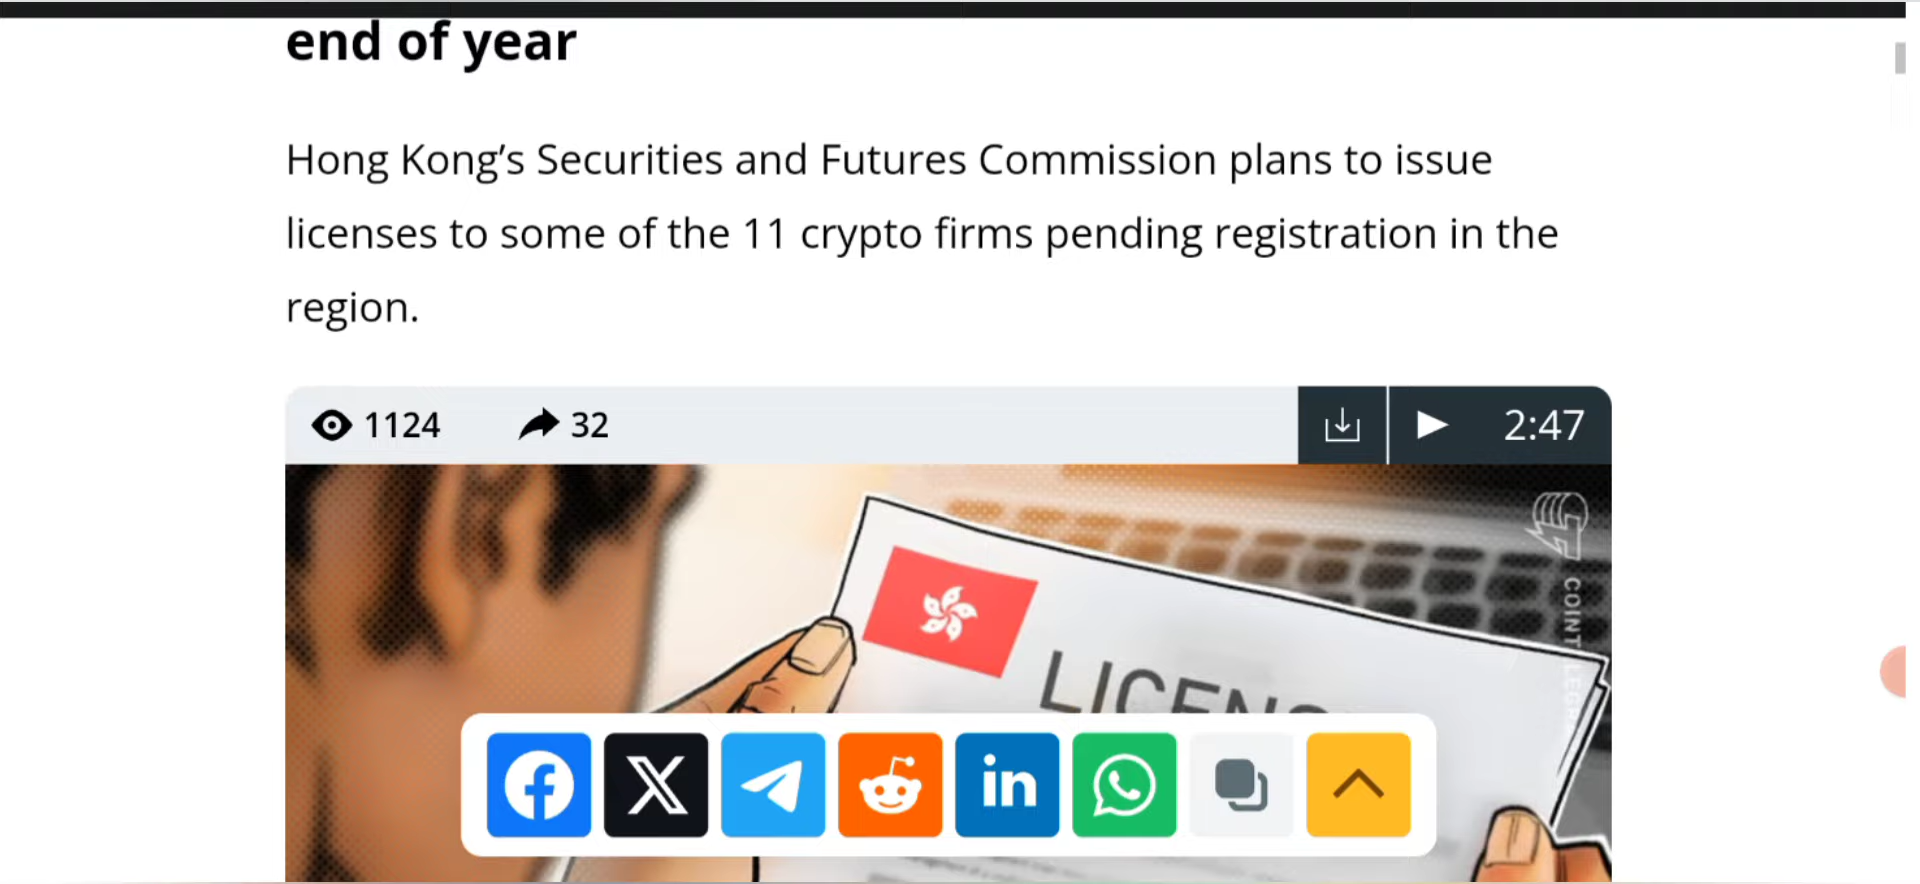 end of year
Hong Kong’s Securities and Futures Commission plans to issue
licenses to some of the 11 crypto firms pending registration in the
region.
1124 32 2:47